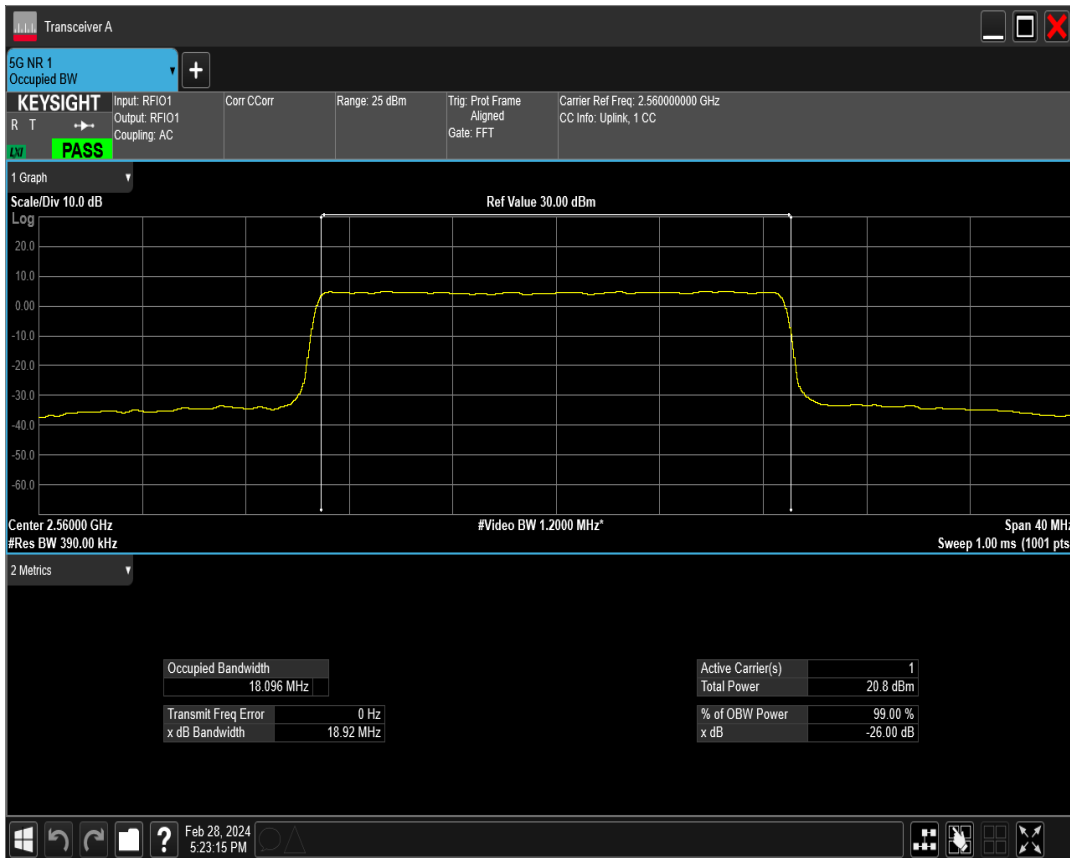 Transceiver A
5G NR 1
Occupied BW
+
KEYSIGHT
R T
LXI
PASS
Input: RFIO1
Output: RFIO1
Coupling: AC
Corr CCorr
Range: 25 dBm
Trig: Prot Frame
Aligned
Gate: FFT
Carrier Ref Freq: 2.560000000 GHz
CC Info: Uplink, 1 CC
1 Graph
Scale/Div 10.0 dB
Ref Value 30.00 dBm
Log
20.0
10.0
0.00
-10.0
-20.0
-30.0
-40.0
-50.0
-60.0
Center 2.56000 GHz
#Video BW 1.2000 MHz*
Span 40 MHz
#Res BW 390.00 kHz
Sweep 1.00 ms (1001 pts
2 Metrics
Occupied Bandwidth
18.096 MHz
Transmit Freq Error 0 Hz
x dB Bandwidth 18.92 MHz
Active Carrier(s) 1
Total Power 20.8 dBm
% of OBW Power 99.00 %
x dB -26.00 dB
?
Feb 28, 2024
5:23:15 PM